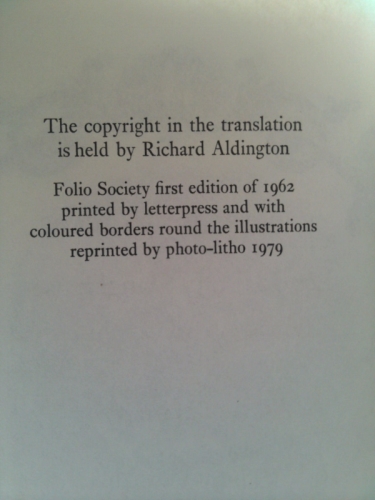 The copyright in the translation
is held by Richard Aldington
Folio Society first edition of 1962
printed by letterpress and with
coloured borders round the illustrations
reprinted by photo-litho 1979